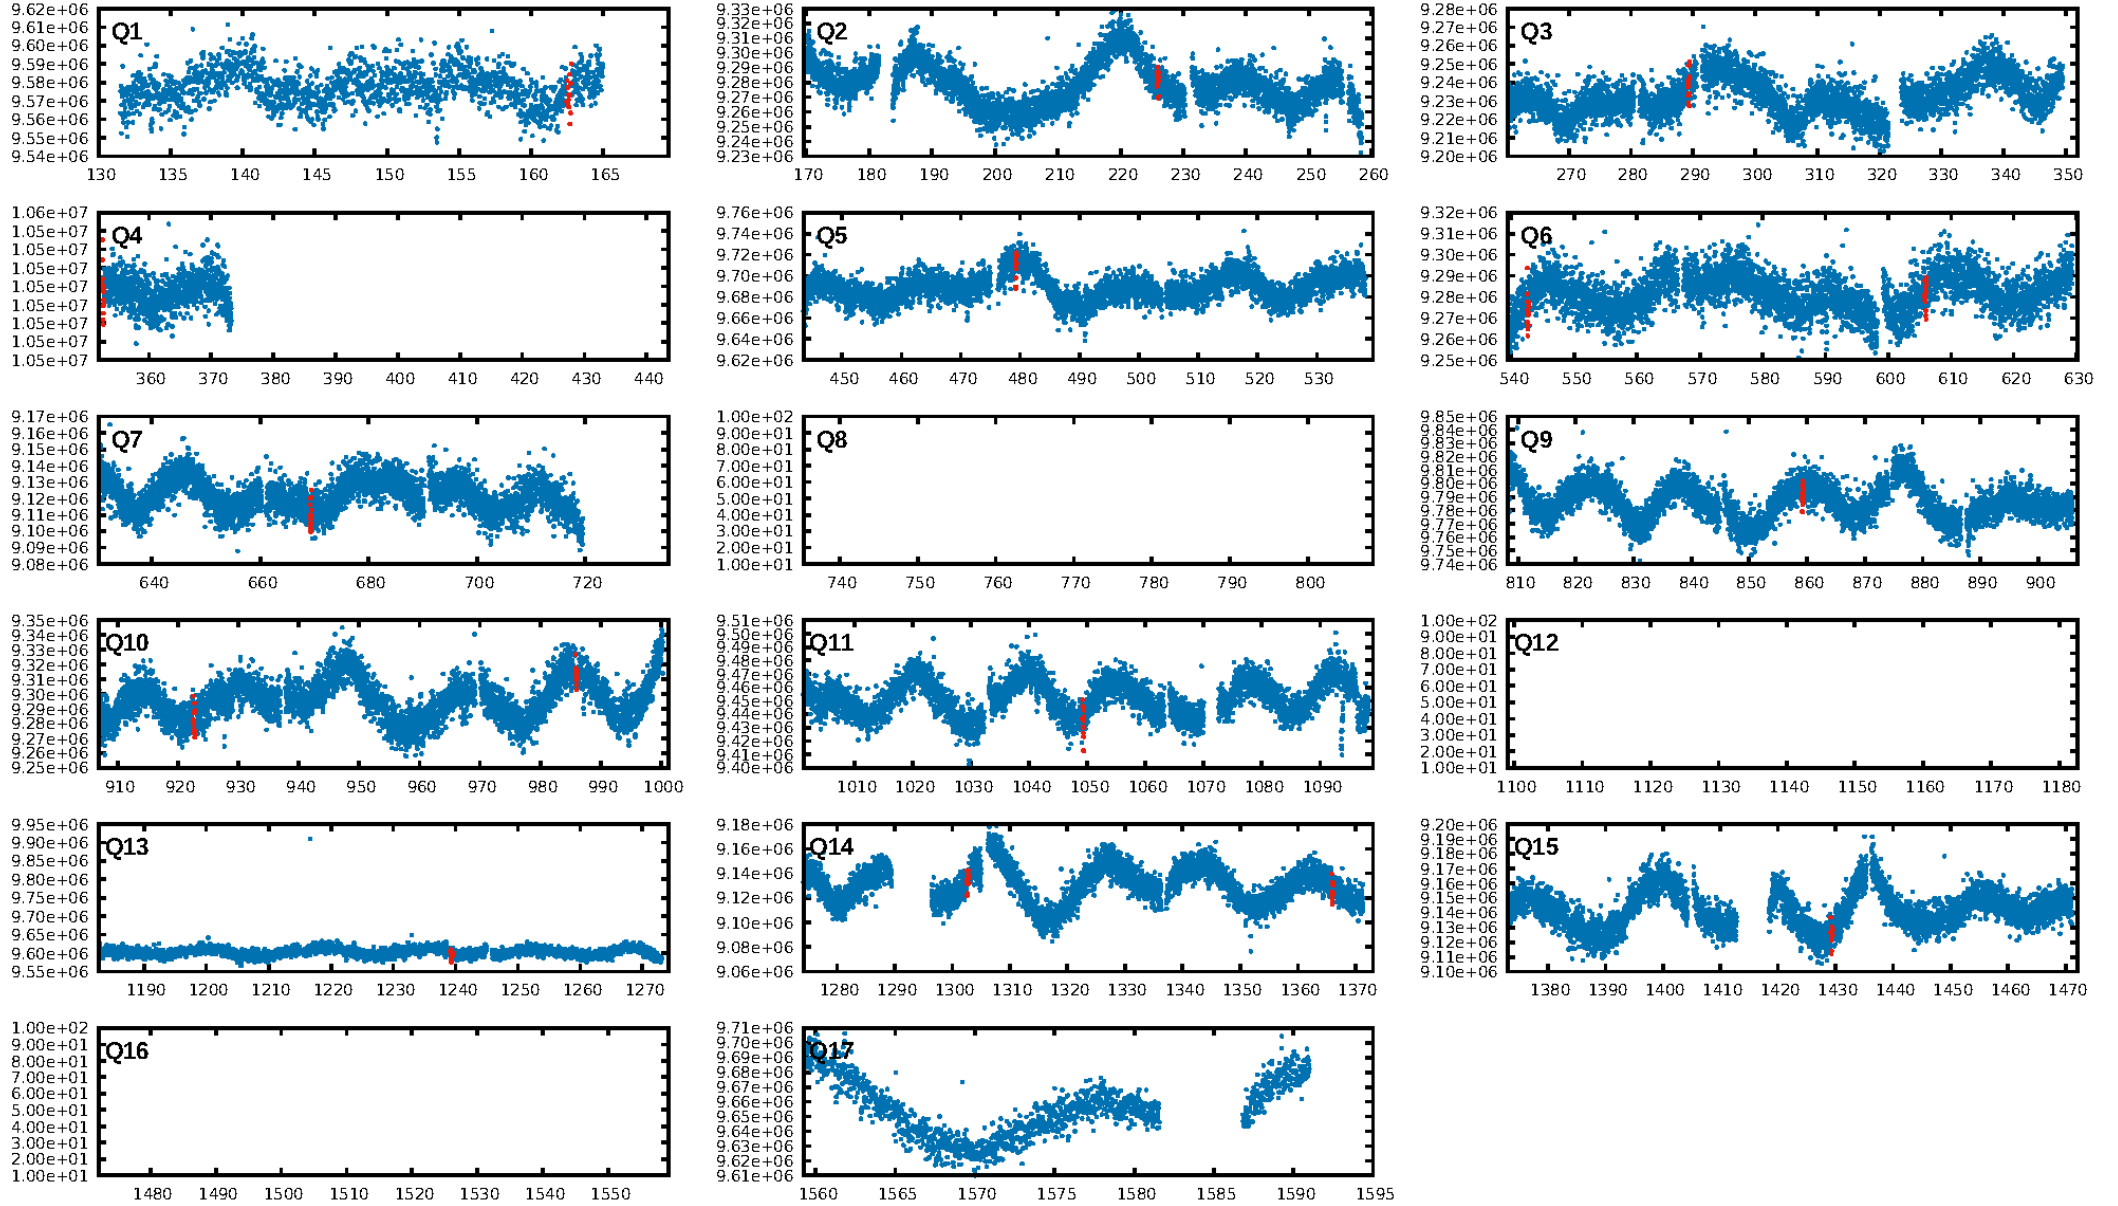 9.62e+06 9.61e+06 9.60e+06 9.59e+06 9.58e+06 9.57e+06 9.56e+06 9.55e+06 9.54e+06
Q1
130 135 140 145 150 155 160 165
9.33e+06 9.32e+06 9.31e+06 9.30e+06 9.29e+06 9.28e+06 9.27e+06 9.26e+06 9.25e+06 9.24e+06 9.23e+06
Q2
170 180 190 200 210 220 230 240 250 260
9.28e+06 9.26e+06 9.25e+06 9.24e+06 9.23e+06 9.22e+06 9.21e+06 9.20e+06
Q3
270 280 290 300 310 320 330 340 350
1.06e+07 1.05e+07 1.05e+07 1.05e+07 1.05e+07 1.05e+07 1.05e+07 1.05e+07 1.05e+07
Q4
360 370 380 390 400 410 420 430 440
9.76e+06 9.74e+06 9.72e+06 9.70e+06 9.68e+06 9.66e+06 9.64e+06 9.62e+06
Q5
450 460 470 480 490 500 510 520 530
9.32e+06 9.31e+06 9.30e+06 9.29e+06 9.28e+06 9.27e+06 9.26e+06 9.25e+06
Q6
540 550 560 570 580 590 600 610 620 630
9.17e+06 9.16e+06 9.15e+06 9.14e+06 9.13e+06 9.12e+06 9.10e+06 9.10e+06 9.09e+06 9.08e+06
Q7
640 660 680 700 720
1.00e+02 9.00e+01 8.00e+01 7.00e+01 6.00e+01 5.00e+01 4.00e+01 3.00e+01 2.00e+01 1.00e+01
Q8
740 750 760 770 780 790 800
9.85e+06 9.84e+06 9.83e+06 9.82e+06 9.81e+06 9.80e+06 9.79e+06 9.78e+06 9.77e+06 9.76e+06 9.75e+06 9.74e+06
Q9
810 820 830 840 850 860 870 880 890 900
9.35e+06 9.34e+06 9.33e+06 9.32e+06 9.31e+06 9.30e+06 9.29e+06 9.28e+06 9.27e+06 9.26e+06 9.25e+06
Q10
910 920 930 940 950 960 970 980 990 1000
9.51e+06 9.50e+06 9.49e+06 9.48e+06 9.47e+06 9.46e+06 9.45e+06 9.44e+06 9.43e+06 9.42e+06 9.41e+06 9.40e+06
Q11
1010 1020 1030 1040 1050 1060 1070 1080 1090
1.00e+02 9.00e+01 8.00e+01 7.00e+01 6.00e+01 5.00e+01 4.00e+01 3.00e+01 2.00e+01 1.00e+01
Q12
1100 1110 1120 1130 1140 1150 1160 1170 1180
9.95e+06 9.90e+06 9.85e+06 9.80e+06 9.75e+06 9.70e+06 9.65e+06 9.60e+06 9.55e+06
Q13
1190 1200 1210 1220 1230 1240 1250 1260 1270
9.18e+06 9.16e+06 9.14e+06 9.12e+06 9.10e+06 9.08e+06 9.06e+06
Q14
1280 1290 1300 1310 1320 1330 1340 1350 1360 1370
9.20e+06 9.19e+06 9.18e+06 9.17e+06 9.16e+06 9.15e+06 9.14e+06 9.13e+06 9.12e+06 9.11e+06 9.10e+06
Q15
1380 1390 1400 1410 1420 1430 1440 1450 1460 1470
1.00e+02 9.00e+01 8.00e+01 7.00e+01 6.00e+01 5.00e+01 4.00e+01 3.00e+01 2.00e+01 1.00e+01
Q16
1480 1490 1500 1510 1520 1530 1540 1550
9.71e+06 9.70e+06 9.69e+06 9.68e+06 9.67e+06 9.66e+06 9.65e+06 9.64e+06 9.63e+06 9.62e+06 9.61e+06
Q17
1560 1565 1570 1575 1580 1585 1590 1595